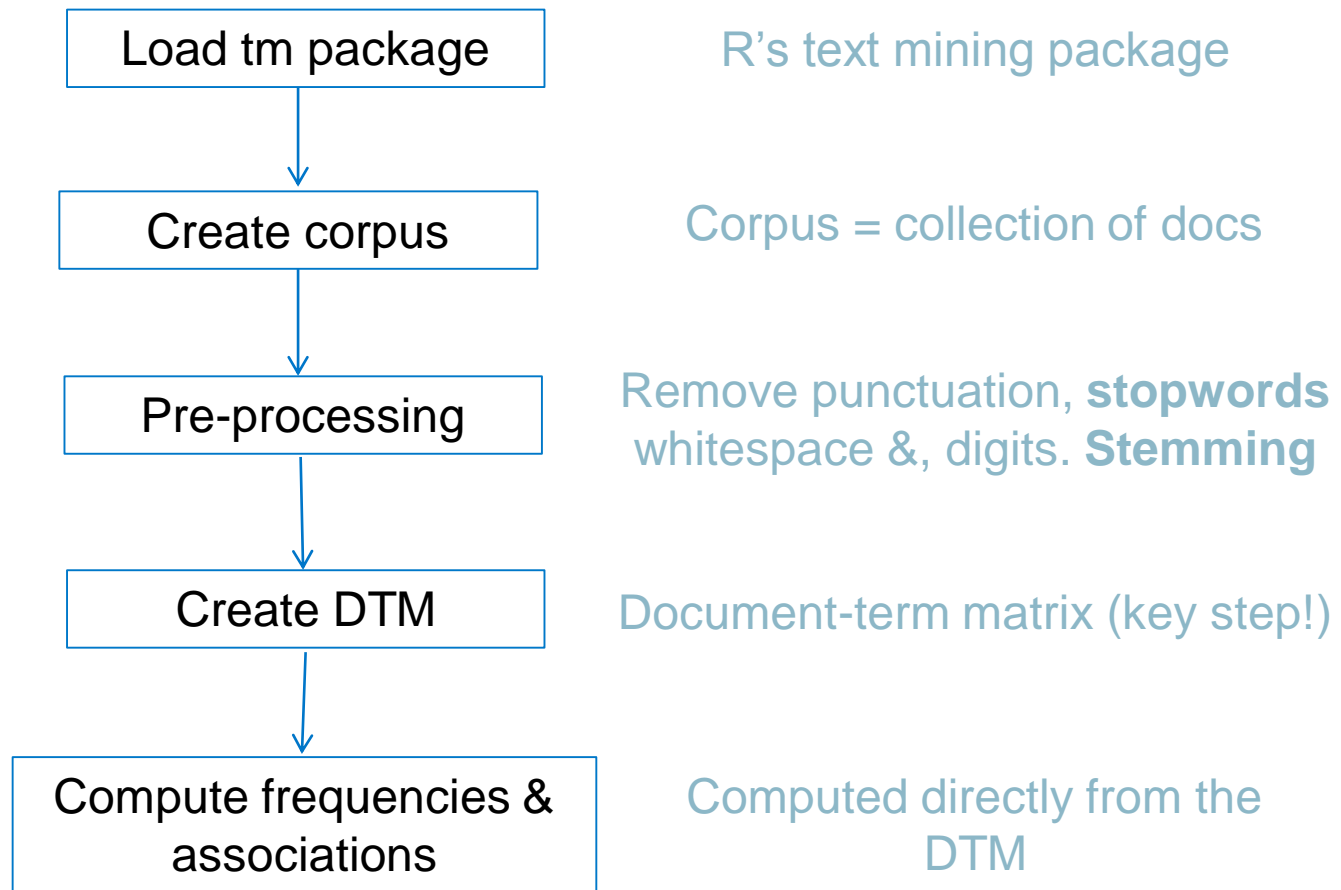 Load tm package
R’s text mining package
Create corpus
Corpus = collection of docs
Pre-processing
Remove punctuation, stopwords
whitespace &, digits. Stemming
Create DTM
Document-term matrix (key step!)
Compute frequencies &
associations
Computed directly from the
DTM